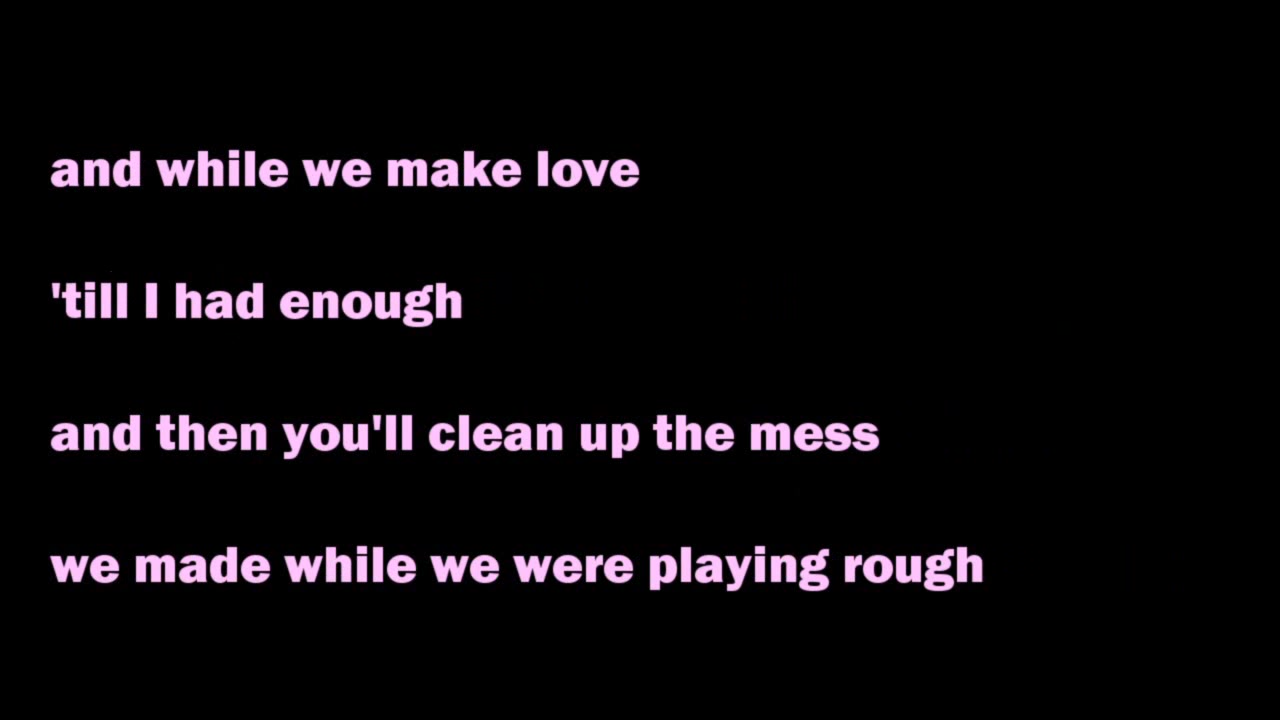 and while we make love
'till I had enough
and then you'll clean up the mess
we made while we were playing rough